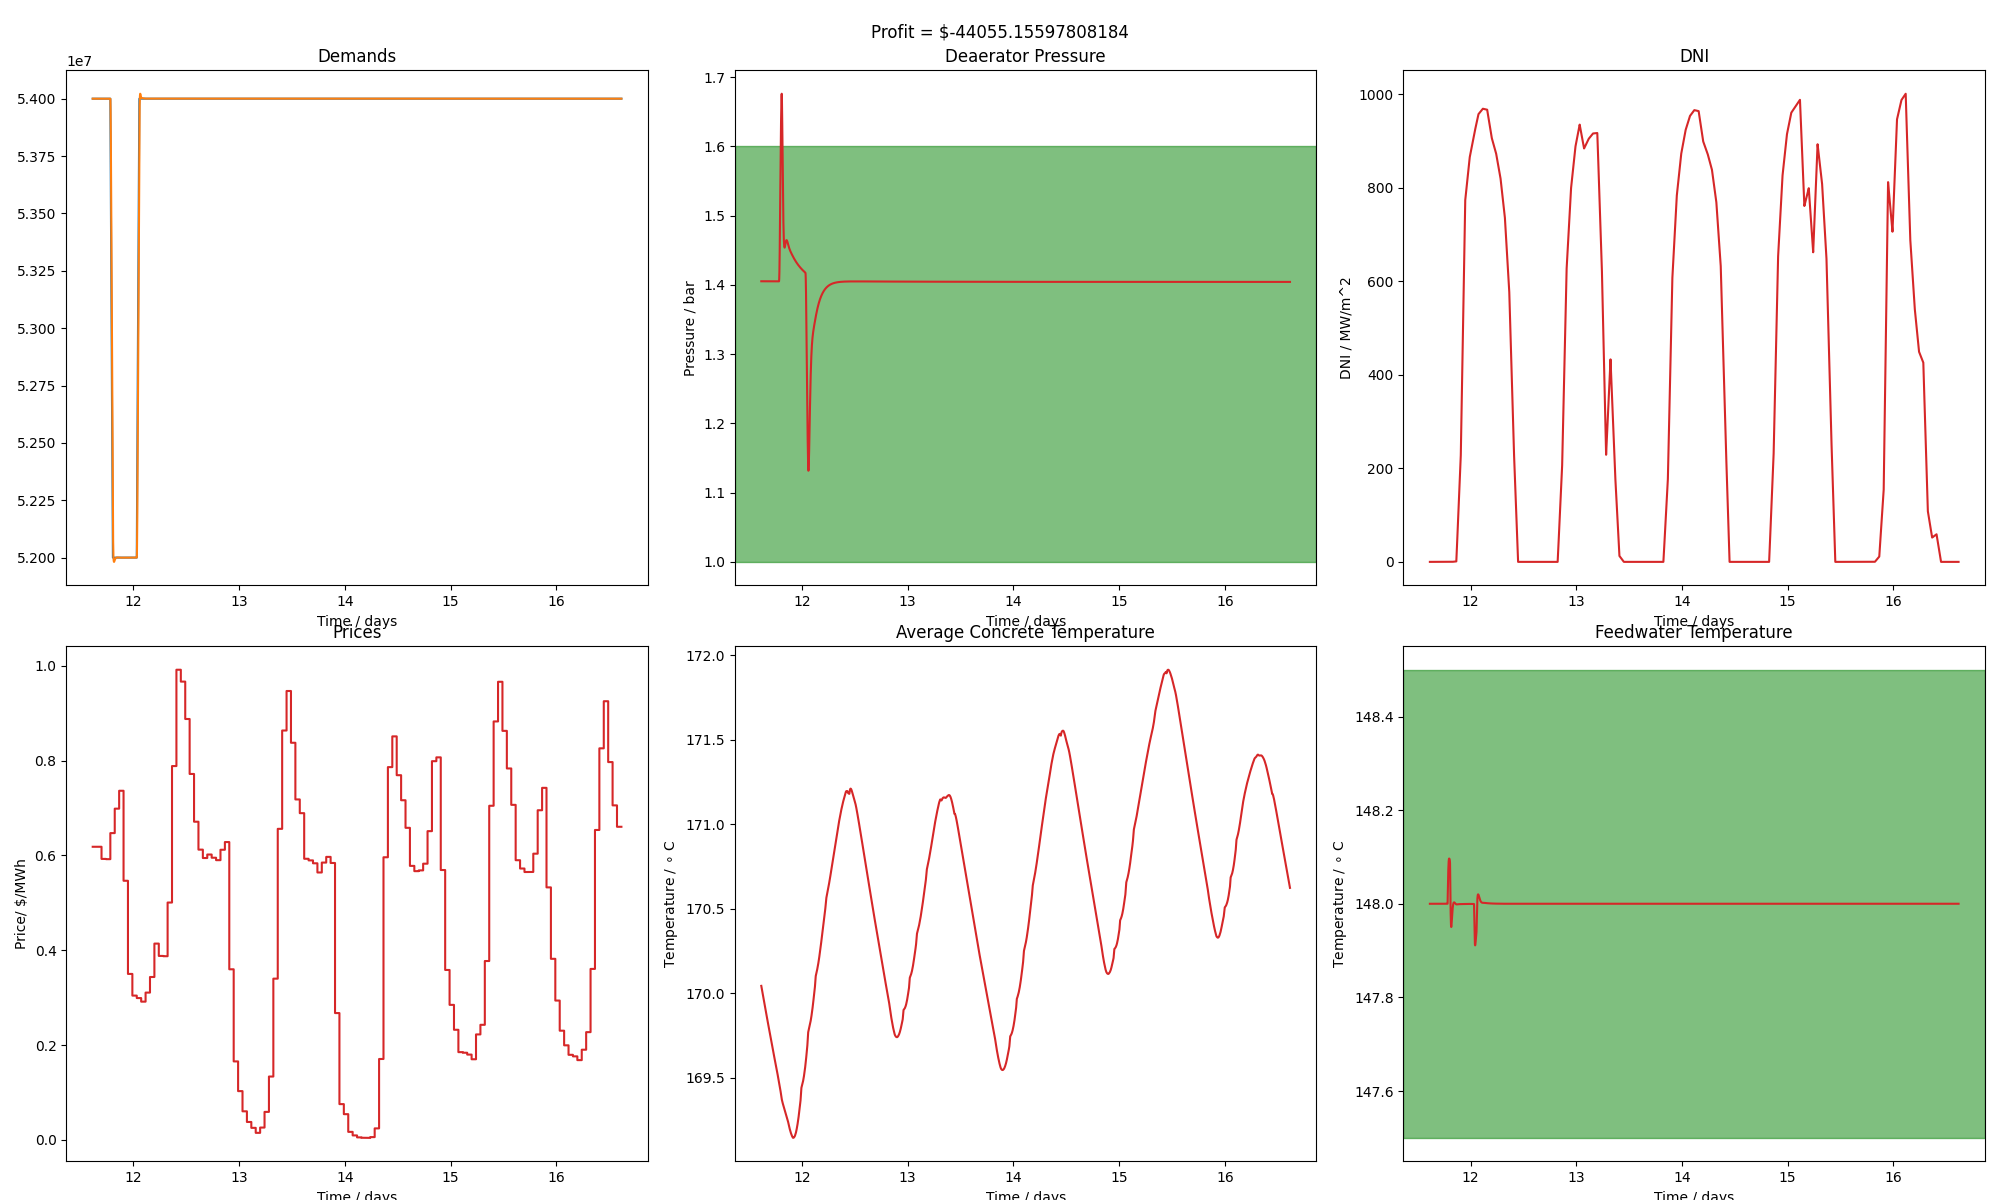 Profit = $-44055.15597808184
Demands
1e7
5.400
5.375
5.350
5.325
5.300
5.275
5.250
5.225
5.200
12 13 14 15 16
Time / days
Deaerator Pressure
Pressure / bar
1.7
1.6
1.5
1.4
1.3
1.2
1.1
1.0
12 13 14 15 16
Time / days
DNI
DNI / MW/m^2
1000
800
600
400
200
0
12 13 14 15 16
Time / days
Prices
Price/ $/MWh
1.0
0.8
0.6
0.4
0.2
0.0
12 13 14 15 16
Time / days
Average Concrete Temperature
Temperature / ∘ C
172.0
171.5
171.0
170.5
170.0
169.5
12 13 14 15 16
Time / days
Feedwater Temperature
Temperature / ∘ C
148.4
148.2
148.0
147.8
147.6
12 13 14 15 16
Time / days